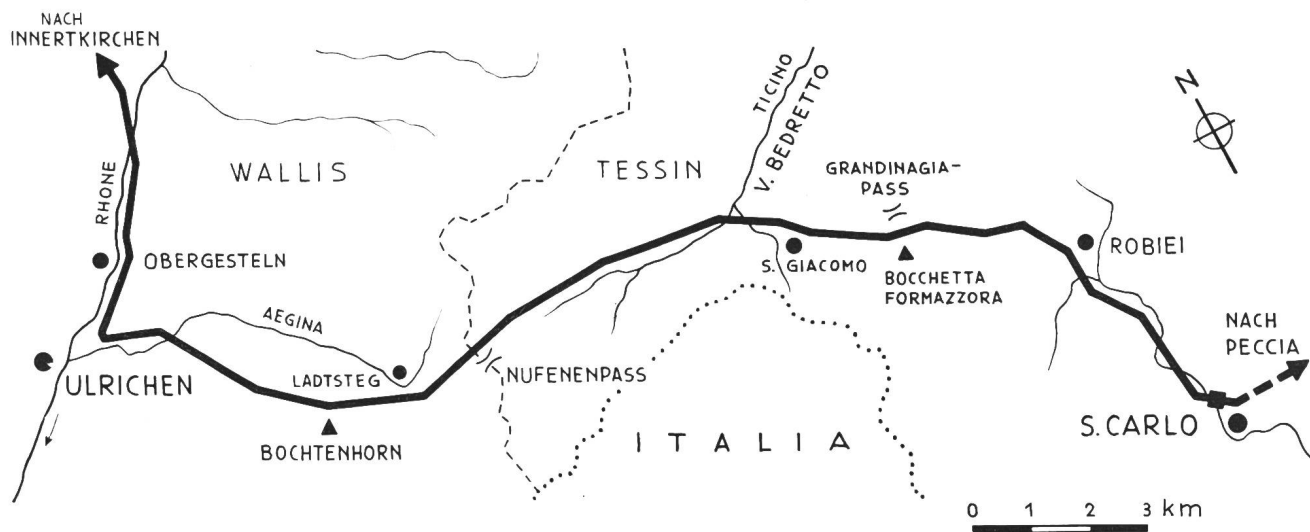 NACH
INNERTKIRCHEN
RHONE
WALLIS
OBERGESTELN
AEGINA
ULRICHEN
LADTSTEG
BOCHTENHORN
NUFENENPASS
TESSIN
TICINO
V. BEDRETTO
GRANDINAGIA-
PASS
S. GIACOMO
BOCCHETTA
FORMAZZORA
ITALIA
N
ROBIEI
NACH
PECCIA
S. CARLO
0 1 2 3 km